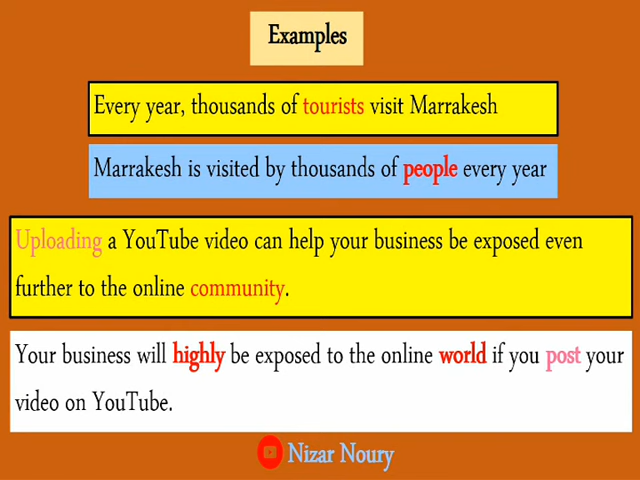 Examples
Every year, thousands of tourists visit Marrakesh
Marrakesh is visited by thousands of people every year
Uploading a YouTube video can help your business be exposed even
further to the online community.
Your business will highly be exposed to the online world if you post your
video on YouTube.
Nizar Noury